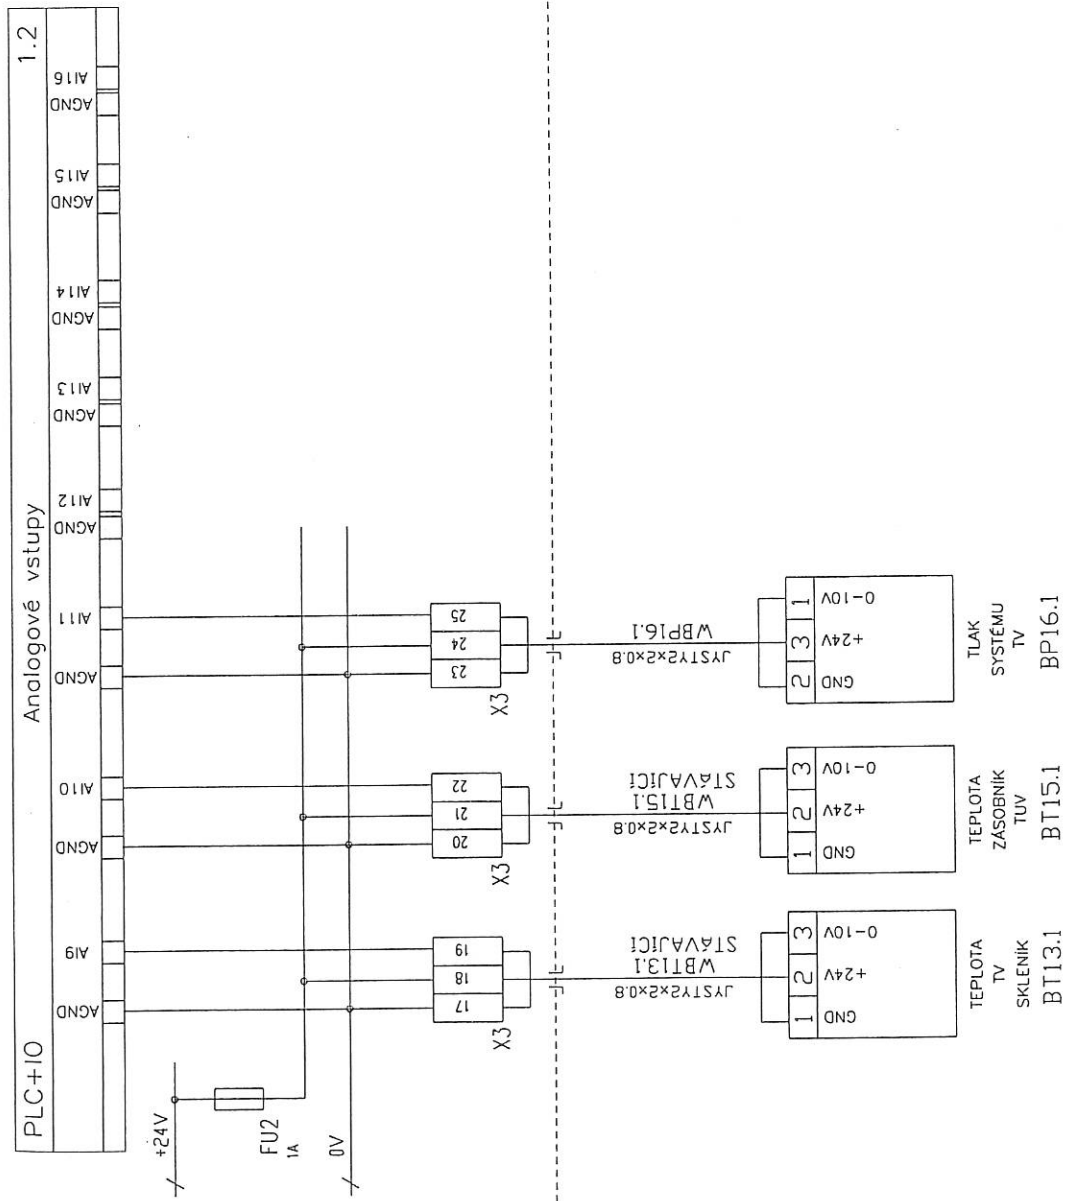 PLC+IO
Analogové vstupy
1.2
AGND
AI9
AGND
AI10
AGND
AI11
AGND
AI12
AGND
AI13
AGND
AI14
AGND
AI15
AGND
AI16
+24V
FU2
1A
0V
17
18
19
X3
20
21
22
X3
23
24
25
X3
JYSTY2x2x0.8
WBT13.1
STÁVAJÍCÍ
JYSTY2x2x0.8
WBT15.1
STÁVAJÍCÍ
JYSTY2x2x0.8
WBP16.1
1
2
3
GND
+24V
0-10V
TEPLOTA
TV
SKLENÍK
BT13.1
1
2
3
GND
+24V
0-10V
TEPLOTA
ZÁSOBNÍK
TUV
BT15.1
2
3
1
GND
+24V
0-10V
TLAK
SYSTÉMU
TV
BP16.1